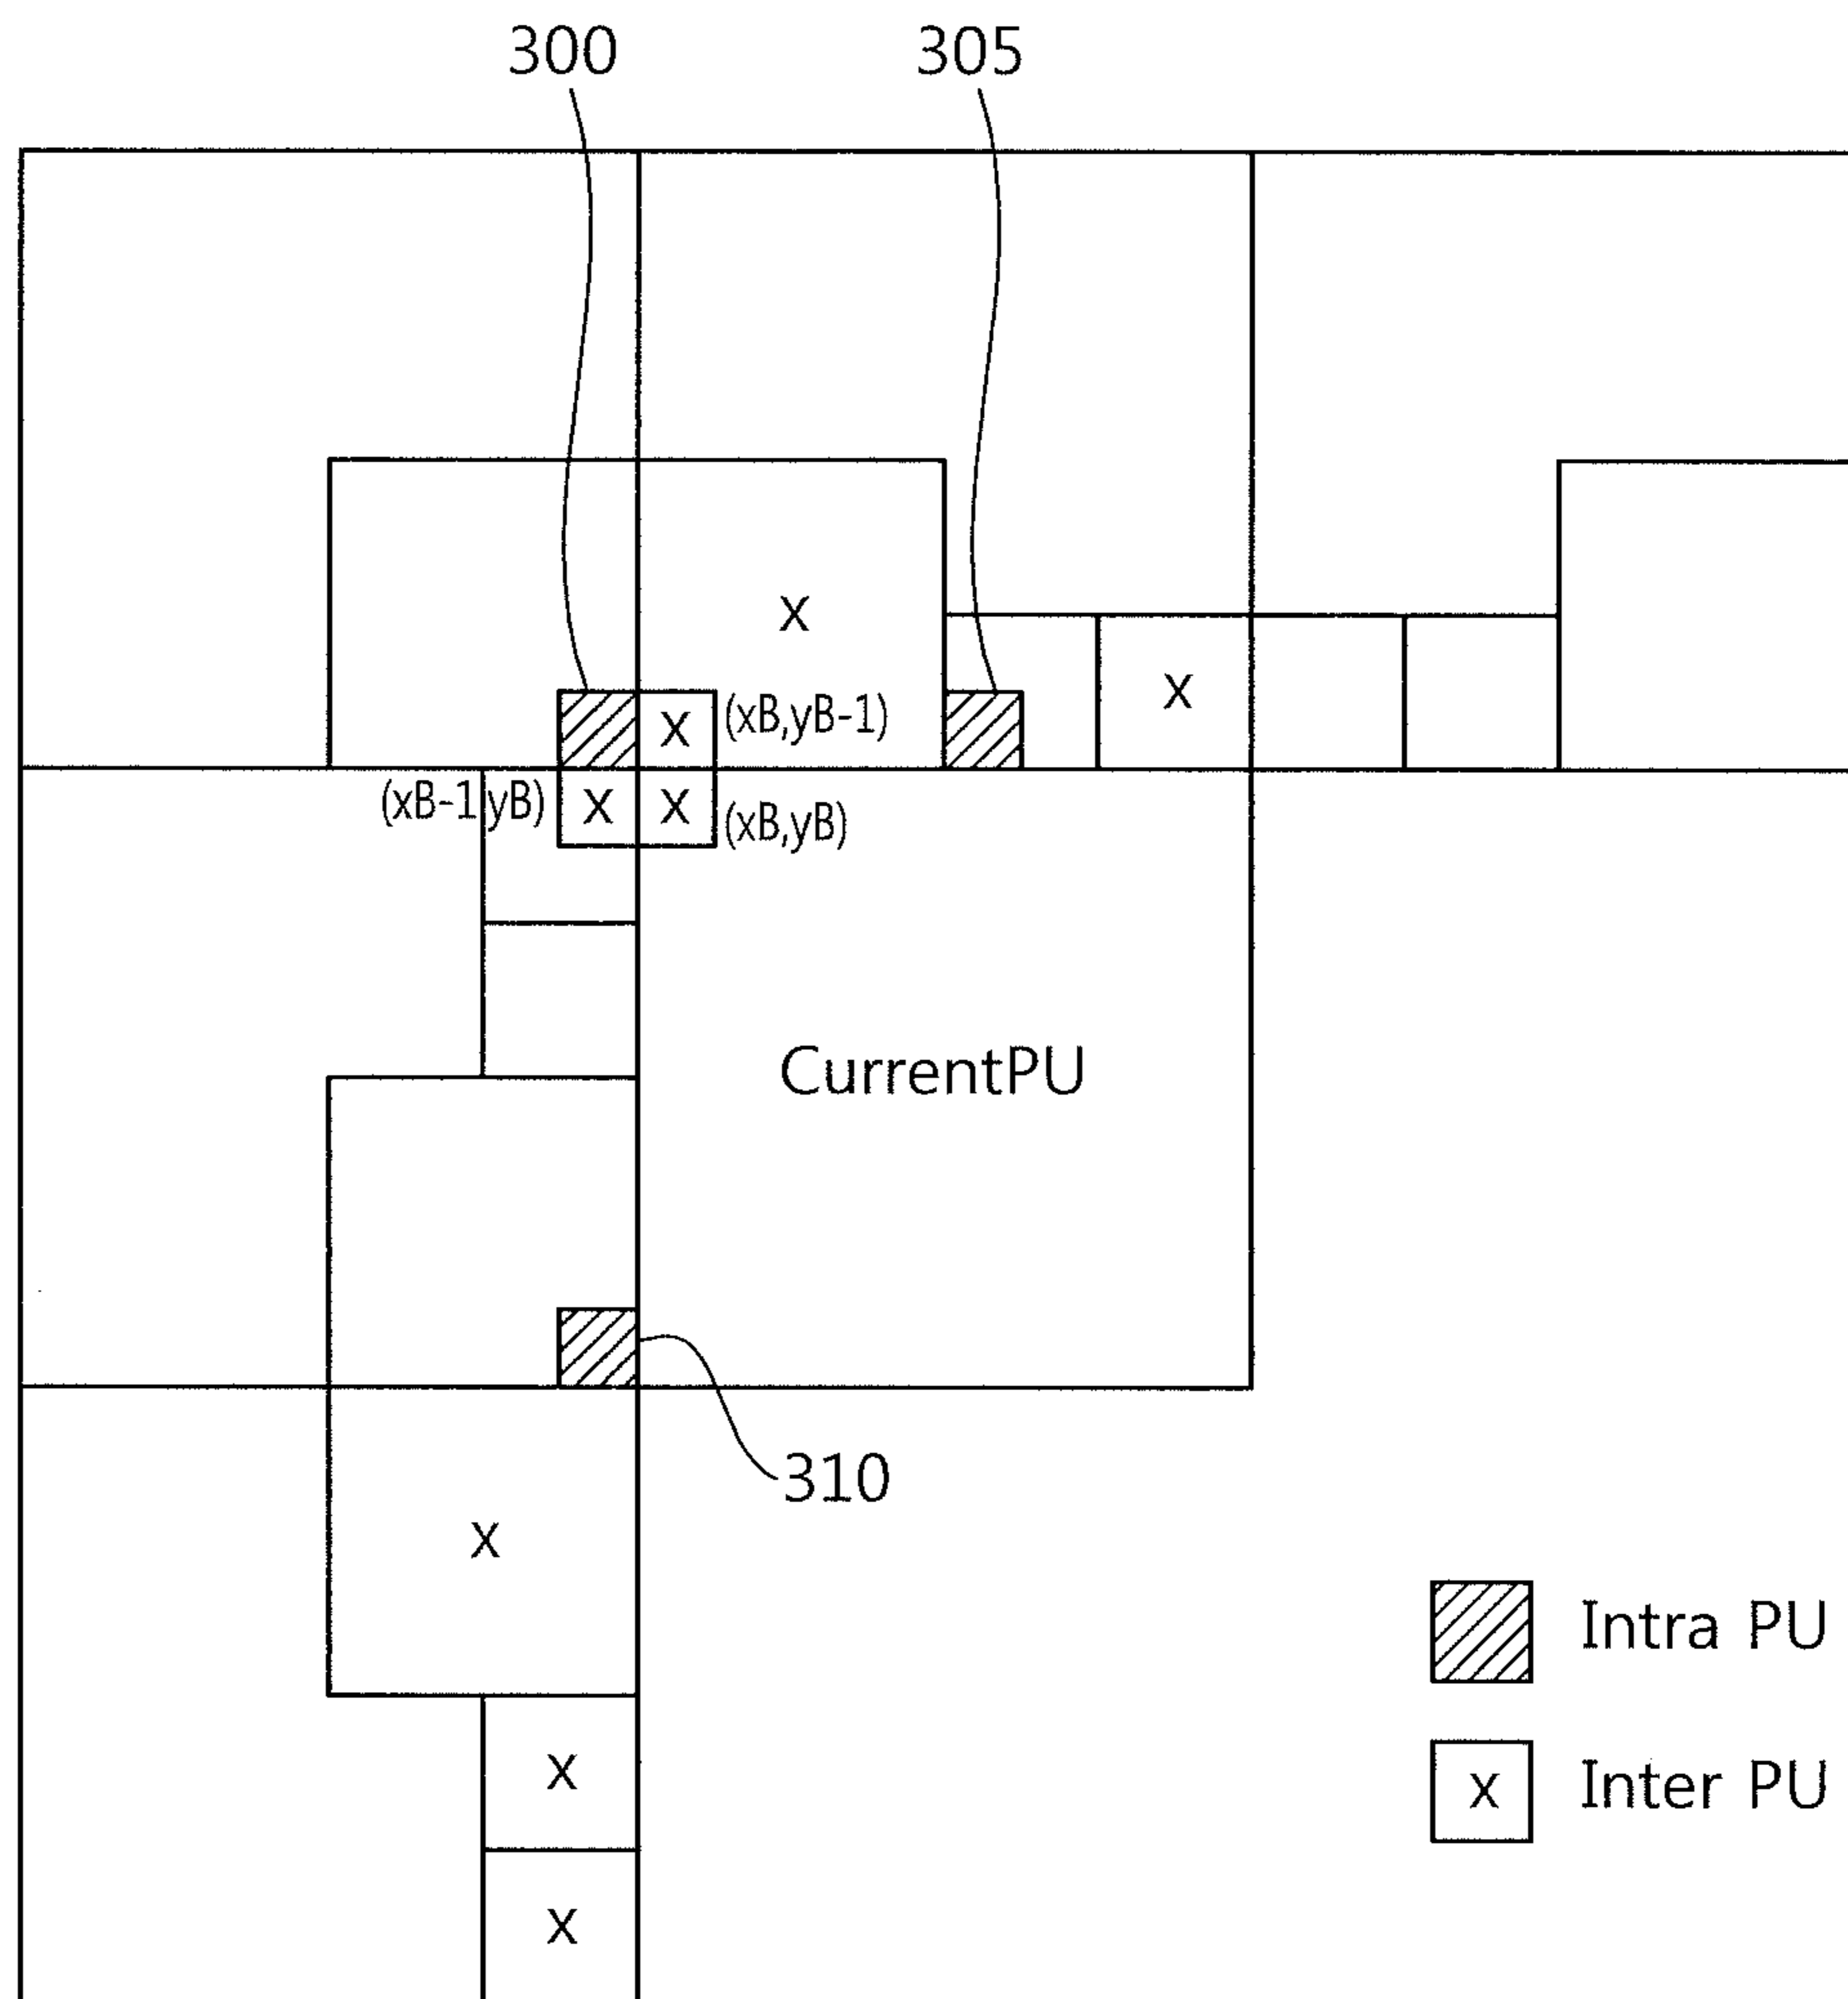 300
305
X
X
X
(xB,yB-1)
(xB-1,yB)
X
X
(xB,yB)
CurrentPU
310
X
Intra PU
X
X
Inter PU
X